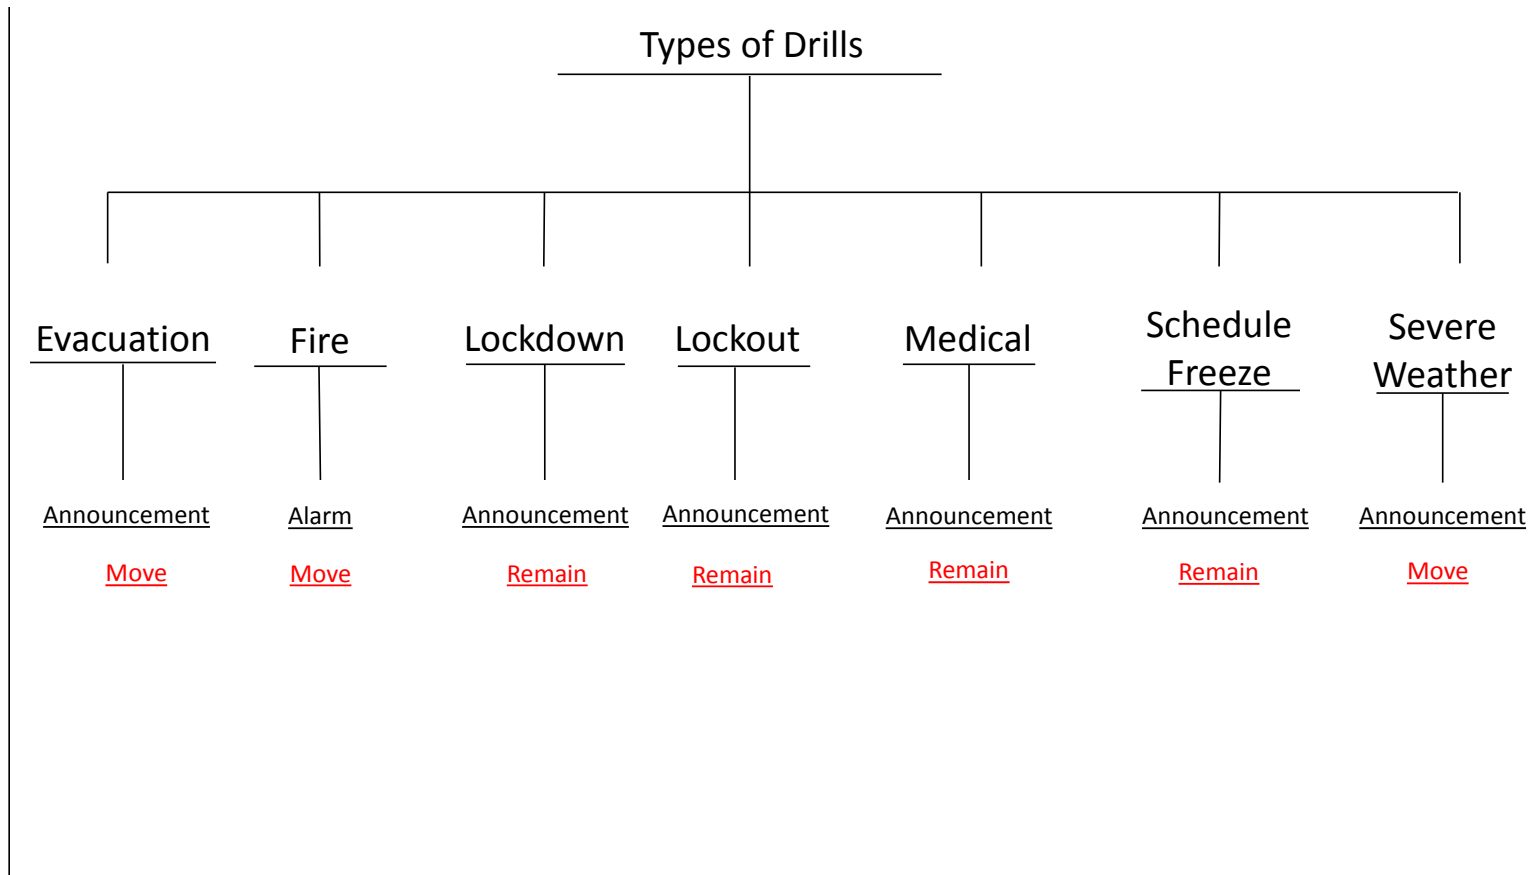 Types of Drills
Evacuation
Fire
Lockdown
Lockout
Medical
Schedule
Freeze
Severe
Weather
Announcement
Alarm
Announcement
Announcement
Announcement
Announcement
Announcement
Move
Move
Remain
Remain
Remain
Remain
Move